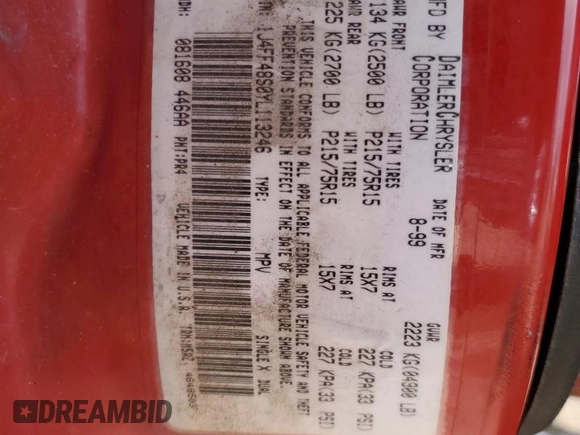 MFD BY DAIMLERCHRYSLER CORPORATION
DATE OF MFR 8-99
GVWR 2223 KG(04900 LB)
GAWR FRONT 1134 KG(2500 LB)
WITH TIRES P215/75R15
RIMS AT 15X7
COLD 227 KPA(33 PSI)
GAWR REAR 1225 KG(2700 LB)
WITH TIRES P215/75R15
RIMS AT 15X7
COLD 227 KPA(33 PSI)
THIS VEHICLE CONFORMS TO ALL APPLICABLE FEDERAL MOTOR VEHICLE SAFETY AND THEFT
PREVENTION STANDARDS IN EFFECT ON THE DATE OF MANUFACTURE SHOWN ABOVE.
1J4FF48S0YL113246 TYPE: MPV SINGLE X DUAL
081608 446AA PNT:PR4 VEHICLE MADE IN U.S.A.
DREAMBID